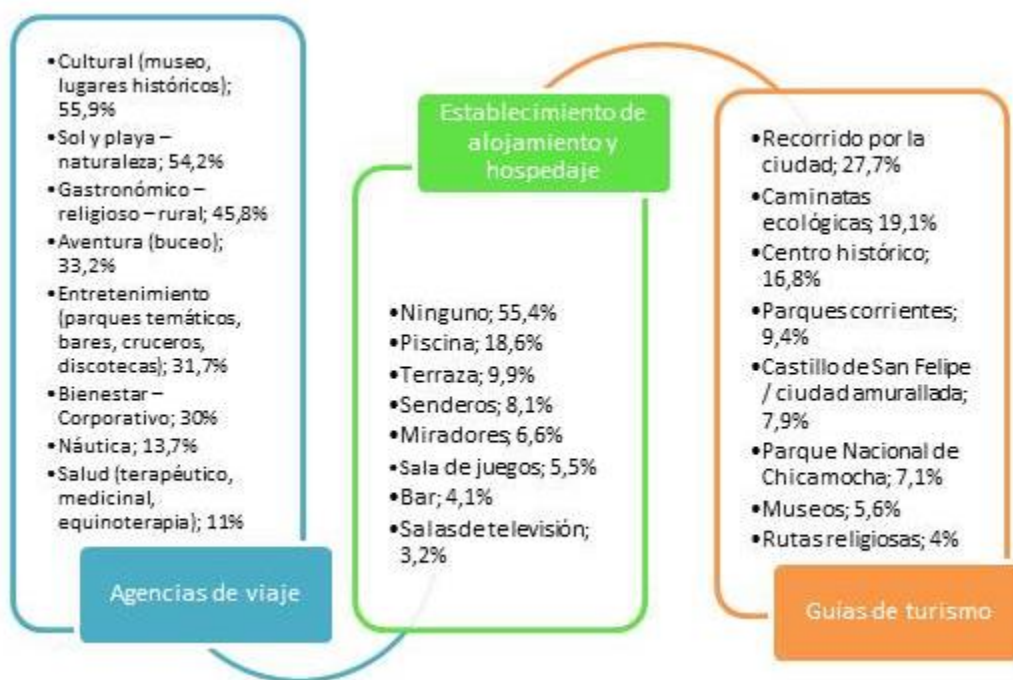 •Cultural (museo,
lugares históricos);
55,9%
•Sol y playa –
naturaleza; 54,2%
•Gastronómico –
religioso – rural; 45,8%
•Aventura (buceo);
33,2%
•Entretenimiento
(parques temáticos,
bares, cruceros,
discotecas); 31,7%
•Bienestar –
Corporativo; 30%
•Náutica; 13,7%
•Salud (terapéutico,
medicinal,
equinoterapia); 11%
Agencias de viaje
Establecimiento de
alojamiento y
hospedaje
•Ninguno; 55,4%
•Piscina; 18,6%
•Terraza; 9,9%
•Senderos; 8,1%
•Miradores; 6,6%
•Sala de juegos; 5,5%
•Bar; 4,1%
•Salas de televisión;
3,2%
•Recorrido por la
ciudad; 27,7%
•Caminatas
ecológicas; 19,1%
•Centro histórico;
16,8%
•Parques corrientes;
9,4%
•Castillo de San Felipe
/ ciudad amurallada;
7,9%
•Parque Nacional de
Chicamocha; 7,1%
•Museos; 5,6%
•Rutas religiosas; 4%
Guías de turismo